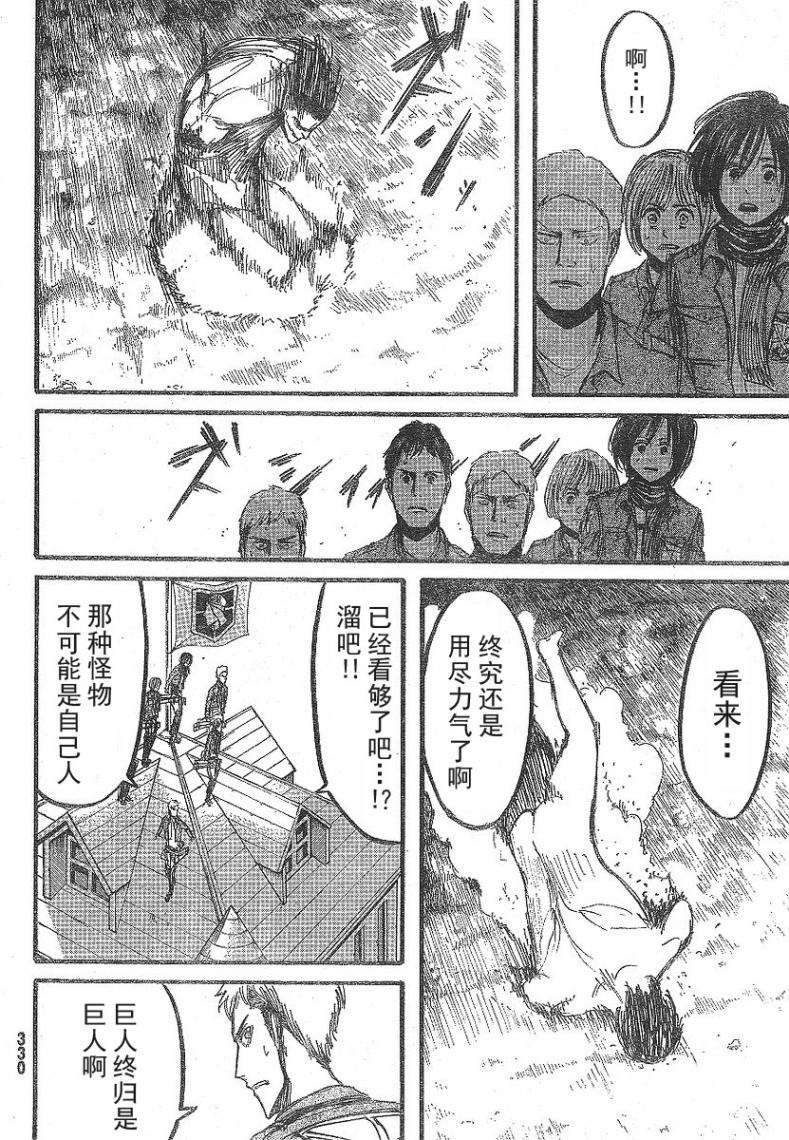 啊…!!
看来…
终究还是
用尽力气了啊
已经看够了吧…!?
溜吧!!
那种怪物
不可能是自己人
巨人终归是
巨人啊
330